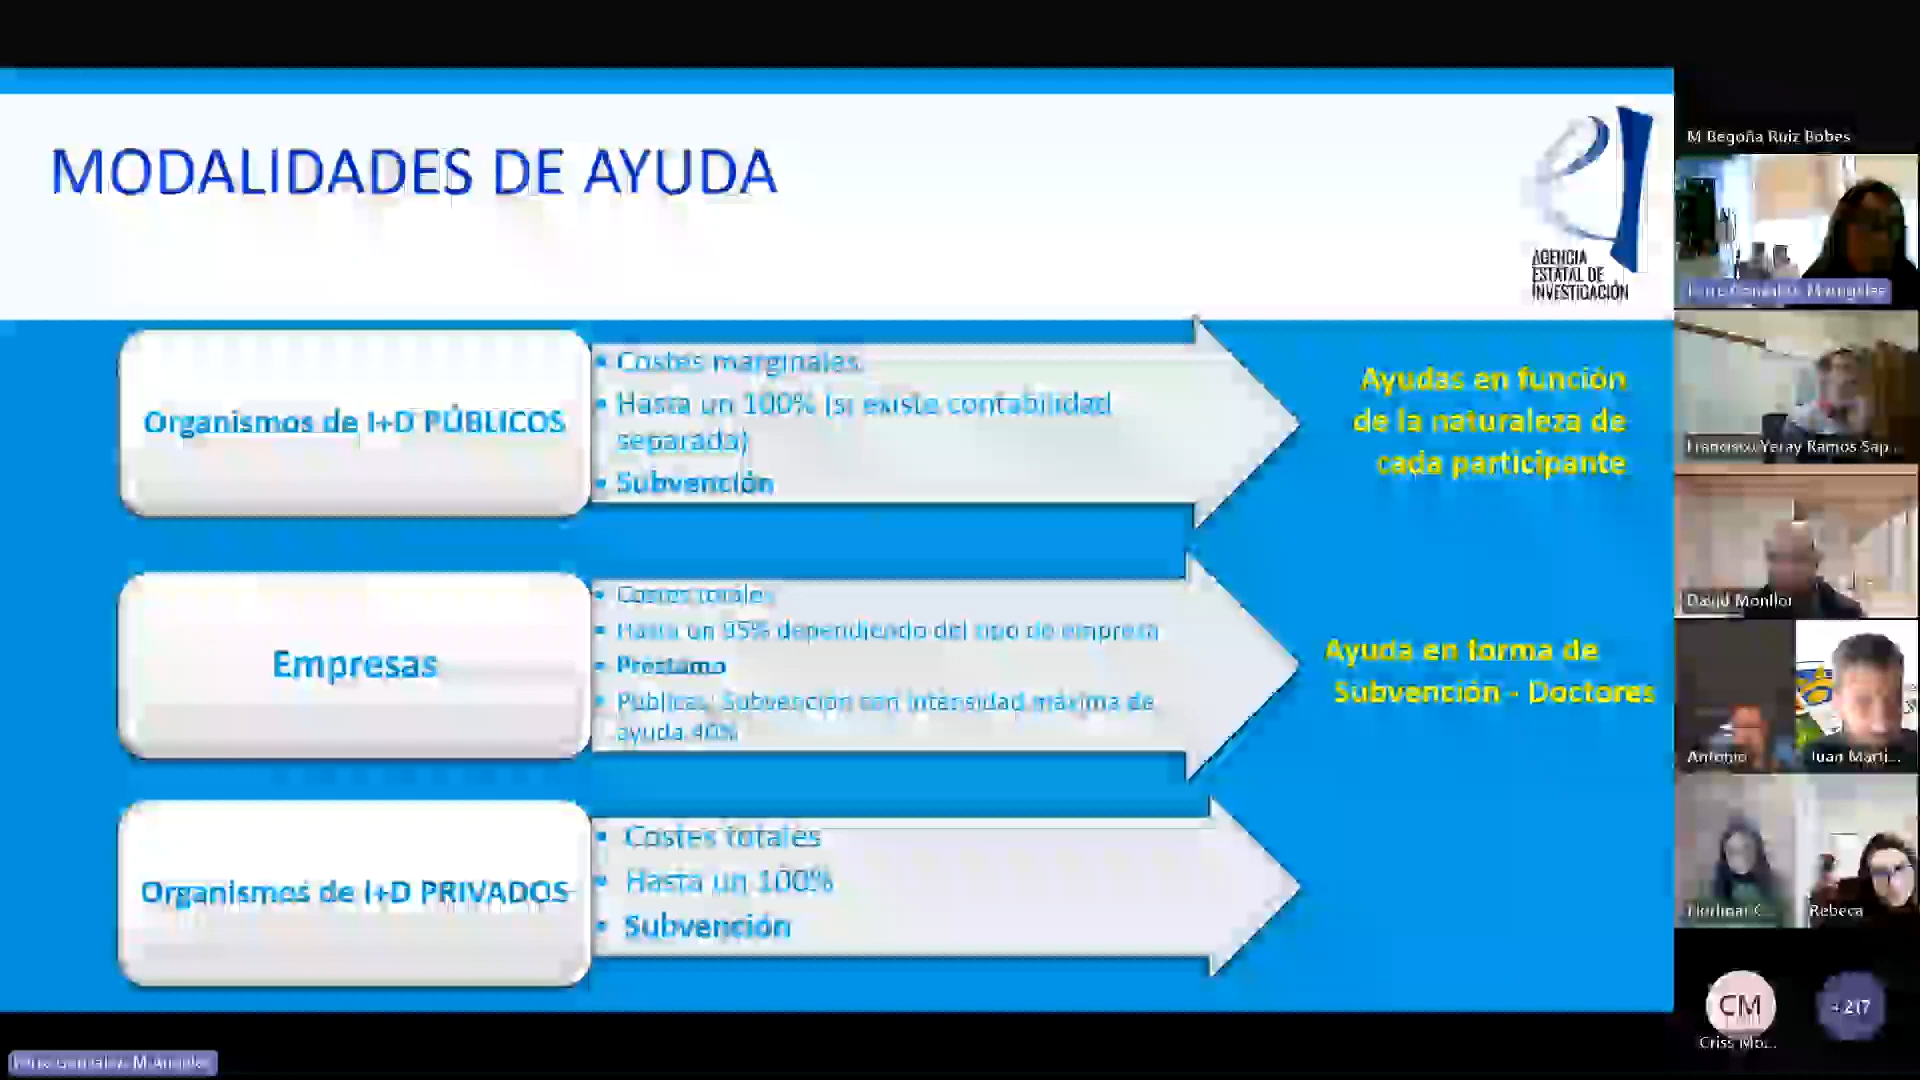 MODALIDADES DE AYUDA
AGENCIA
ESTATAL DE
INVESTIGACIÓN
Organismos de I+D PÚBLICOS
• Costes marginales
• Hasta un 100% (si existe contabilidad
separada)
• Subvención
Ayudas en función
de la naturaleza de
cada participante
Empresas
• Costes totales
• Hasta un 95% dependiendo del tipo de empresa
• Préstamo
• Públicas: Subvención con intensidad máxima de
ayuda 40%
Ayuda en forma de
Subvención - Doctores
Organismos de I+D PRIVADOS
• Costes totales
• Hasta un 100%
• Subvención
M Begoña Ruiz Bobes
Francisco Yeray Ramos Sap...
David Monllor
Antonio
Juan Marti...
Rebeca
CM
+217
Criss Mo...